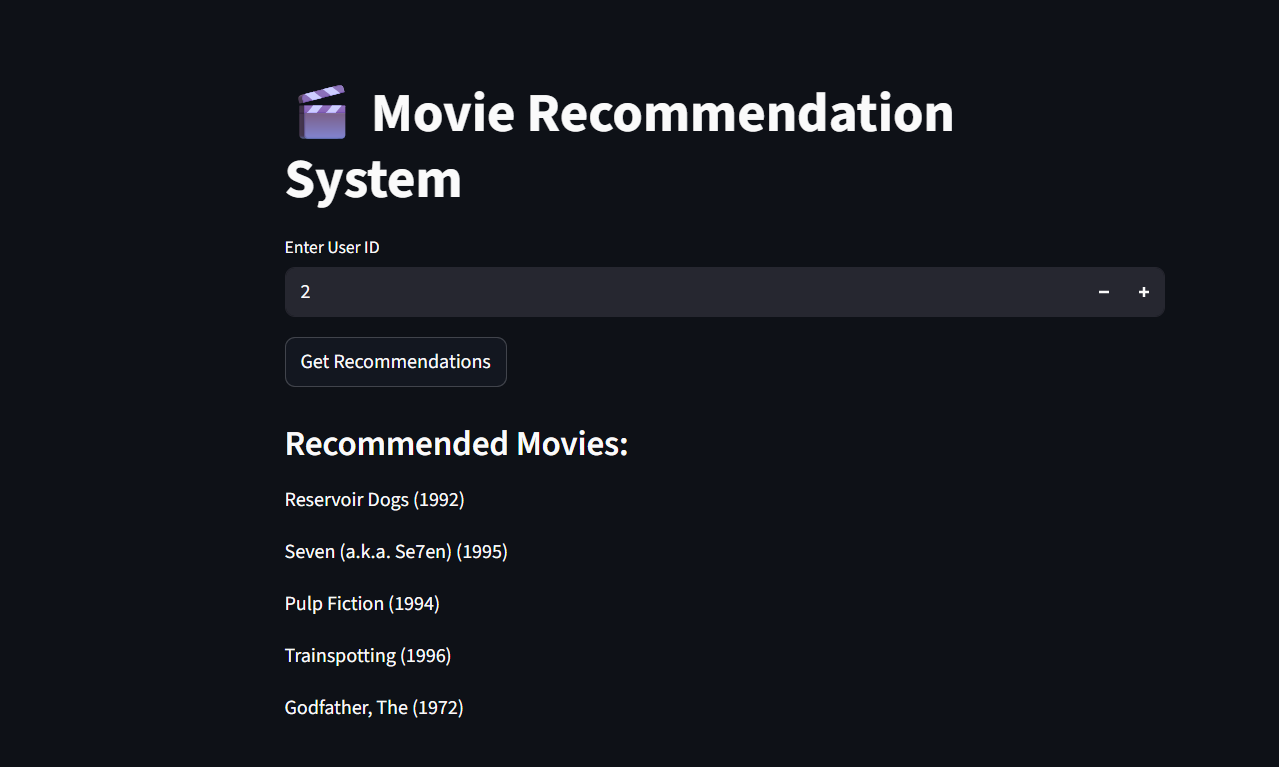 🎬 Movie Recommendation
System
Enter User ID
2
Get Recommendations
Recommended Movies:
Reservoir Dogs (1992)
Seven (a.k.a. Se7en) (1995)
Pulp Fiction (1994)
Trainspotting (1996)
Godfather, The (1972)